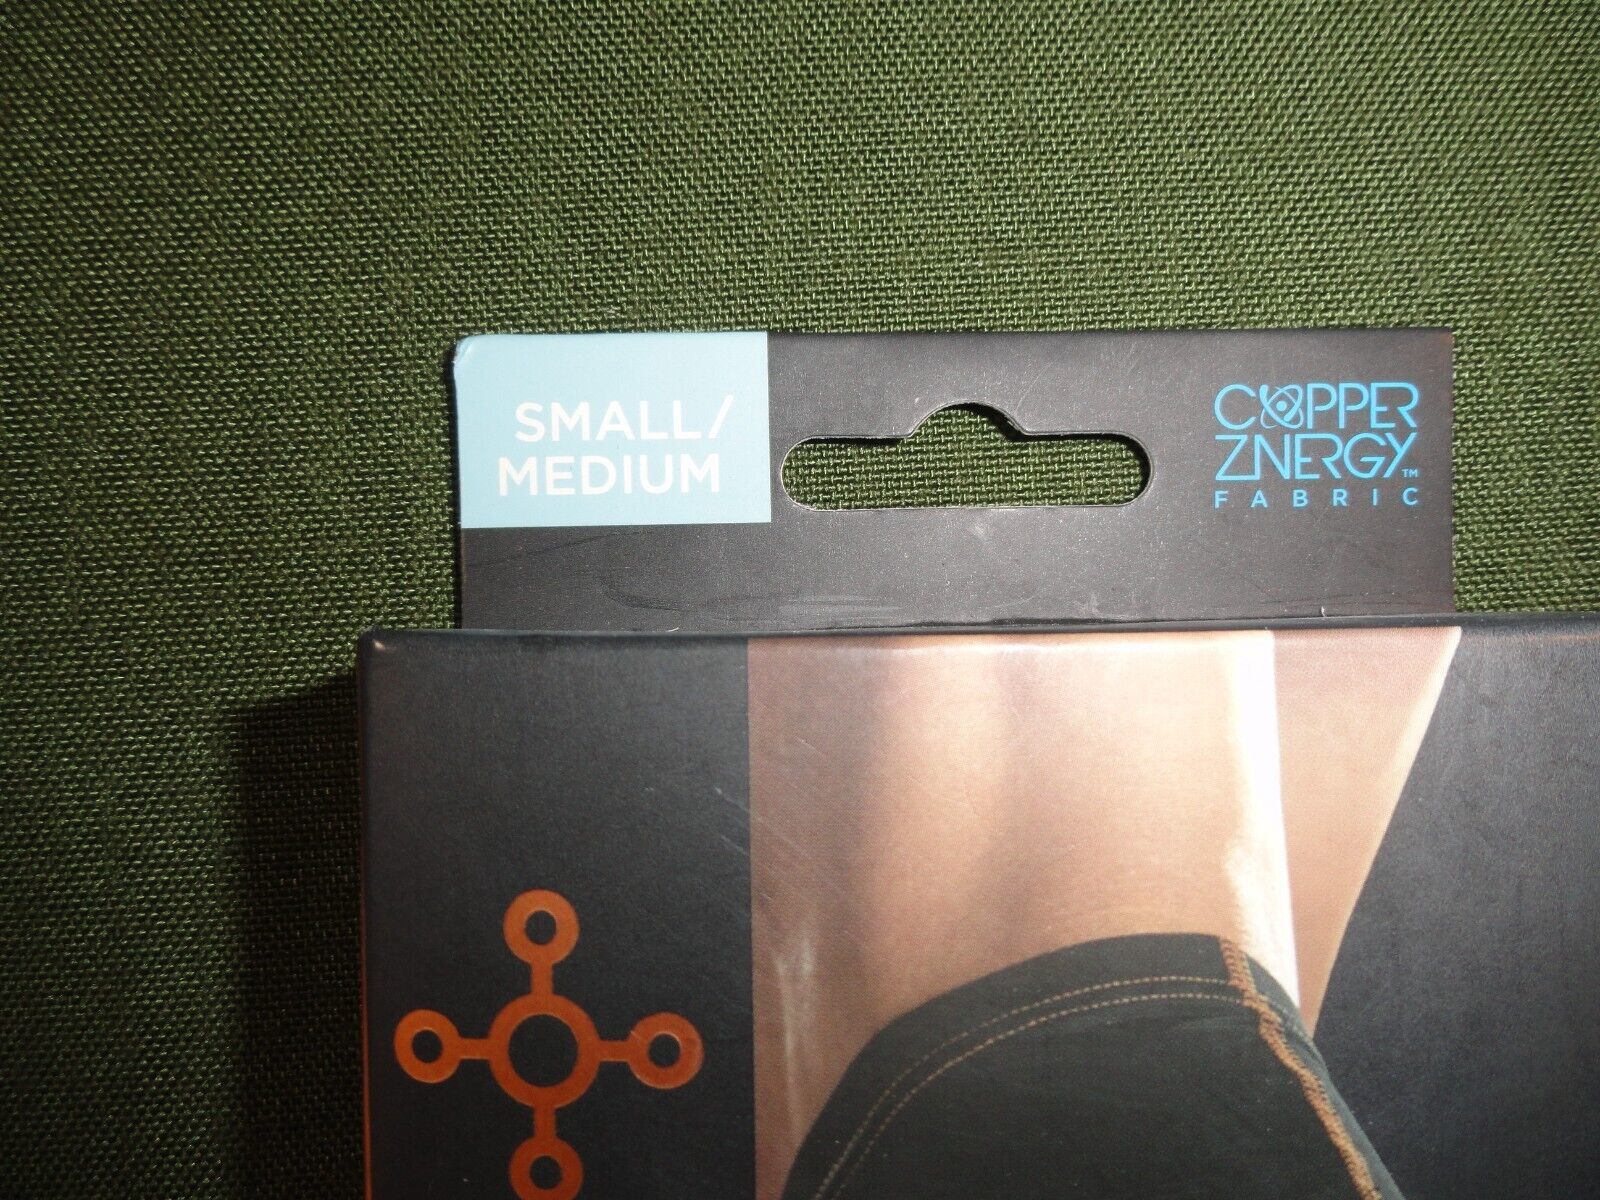 SMALL/
MEDIUM
COPPER
ZNERGY™
FABRIC